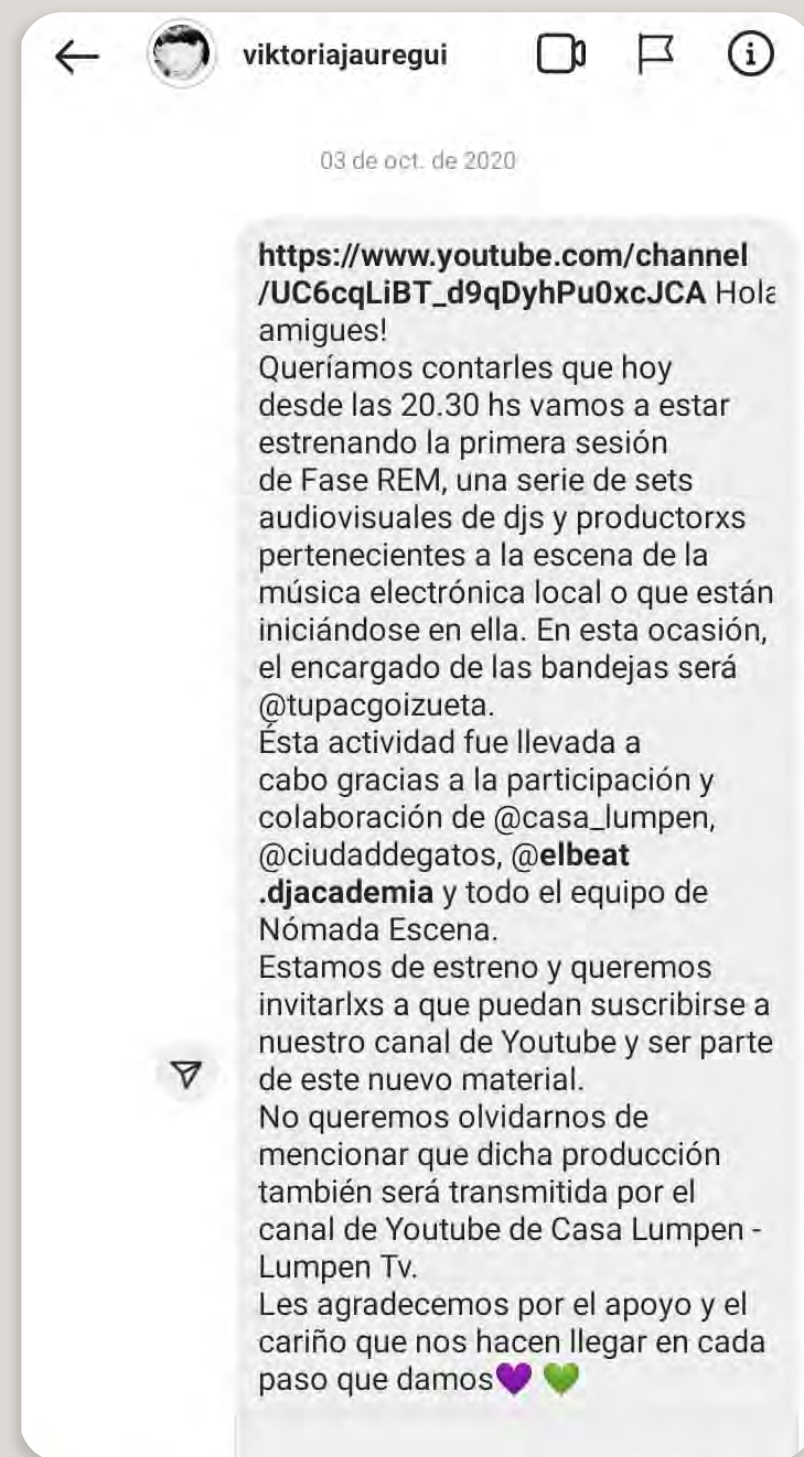 viktoriajauregui
03 de oct. de 2020
https://www.youtube.com/channel
/UC6cqLiBT_d9qDyhPu0xcJCA Hola
amigues!
Queríamos contarles que hoy
desde las 20.30 hs vamos a estar
estrenando la primera sesión
de Fase REM, una serie de sets
audiovisuales de djs y productorxs
pertenecientes a la escena de la
música electrónica local o que están
iniciándose en ella. En esta ocasión,
el encargado de las bandejas será
@tupacgoizueta.
Ésta actividad fue llevada a
cabo gracias a la participación y
colaboración de @casa_lumpen,
@ciudaddegatos, @elbeat
.djacademia y todo el equipo de
Nómada Escena.
Estamos de estreno y queremos
invitarlxs a que puedan suscribirse a
nuestro canal de Youtube y ser parte
de este nuevo material.
No queremos olvidarnos de
mencionar que dicha producción
también será transmitida por el
canal de Youtube de Casa Lumpen -
Lumpen Tv.
Les agradecemos por el apoyo y el
cariño que nos hacen llegar en cada
paso que damos💜 💚